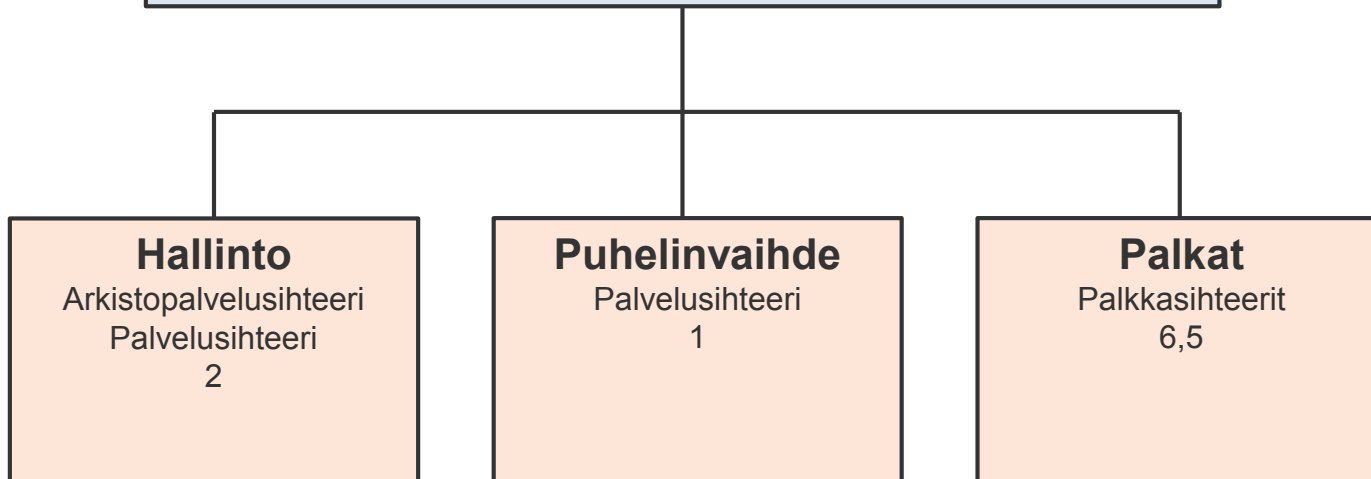 Hallinto
Arkistopalvelusihteeri
Palvelusihteeri
2
Puhelinvaihde
Palvelusihteeri
1
Palkat
Palkkasihteerit
6,5